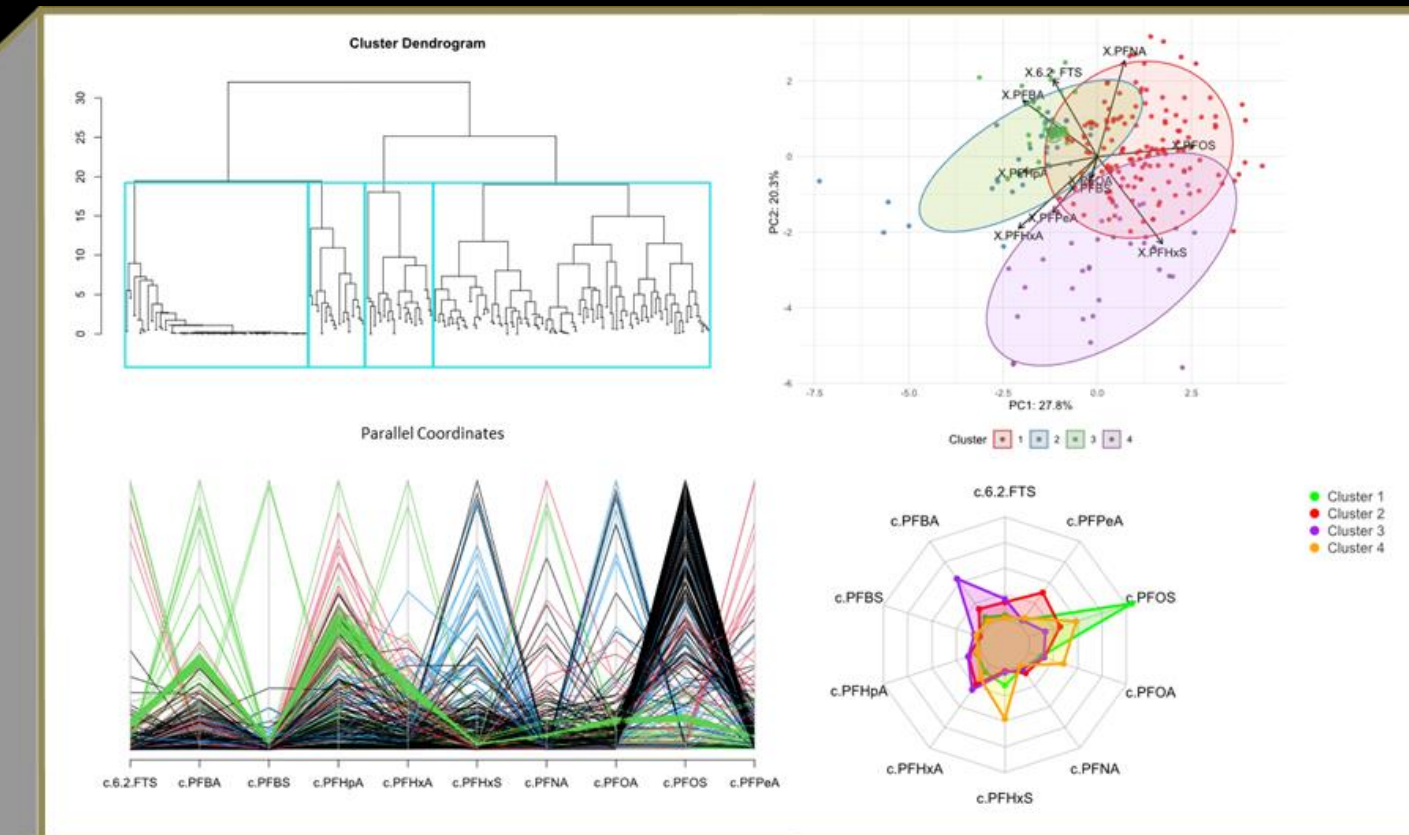 Cluster Dendrogram
30
25
20
15
10
5
0
X.PFNA
X.6.2_FTS
X.PFBA
X.PFOS
X.PFHpA
X.PFOA
X.PFBS
X.PFPeA
X.PFHxA
X.PFHxS
2
0
-2
-4
-6
PC2: 20.3%
-7.5 -5.0 -2.5 0.0 2.5
PC1: 27.8%
Cluster 1 2 3 4
Parallel Coordinates
c.6.2.FTS c.PFBA c.PFBS c.PFHpA c.PFHxA c.PFHxS c.PFNA c.PFOA c.PFOS c.PFPeA
c.6.2.FTS
c.PFBA
c.PFPeA
c.PFBS
c.PFOS
c.PFHpA
c.PFOA
c.PFHxA
c.PFNA
c.PFHxS
Cluster 1
Cluster 2
Cluster 3
Cluster 4